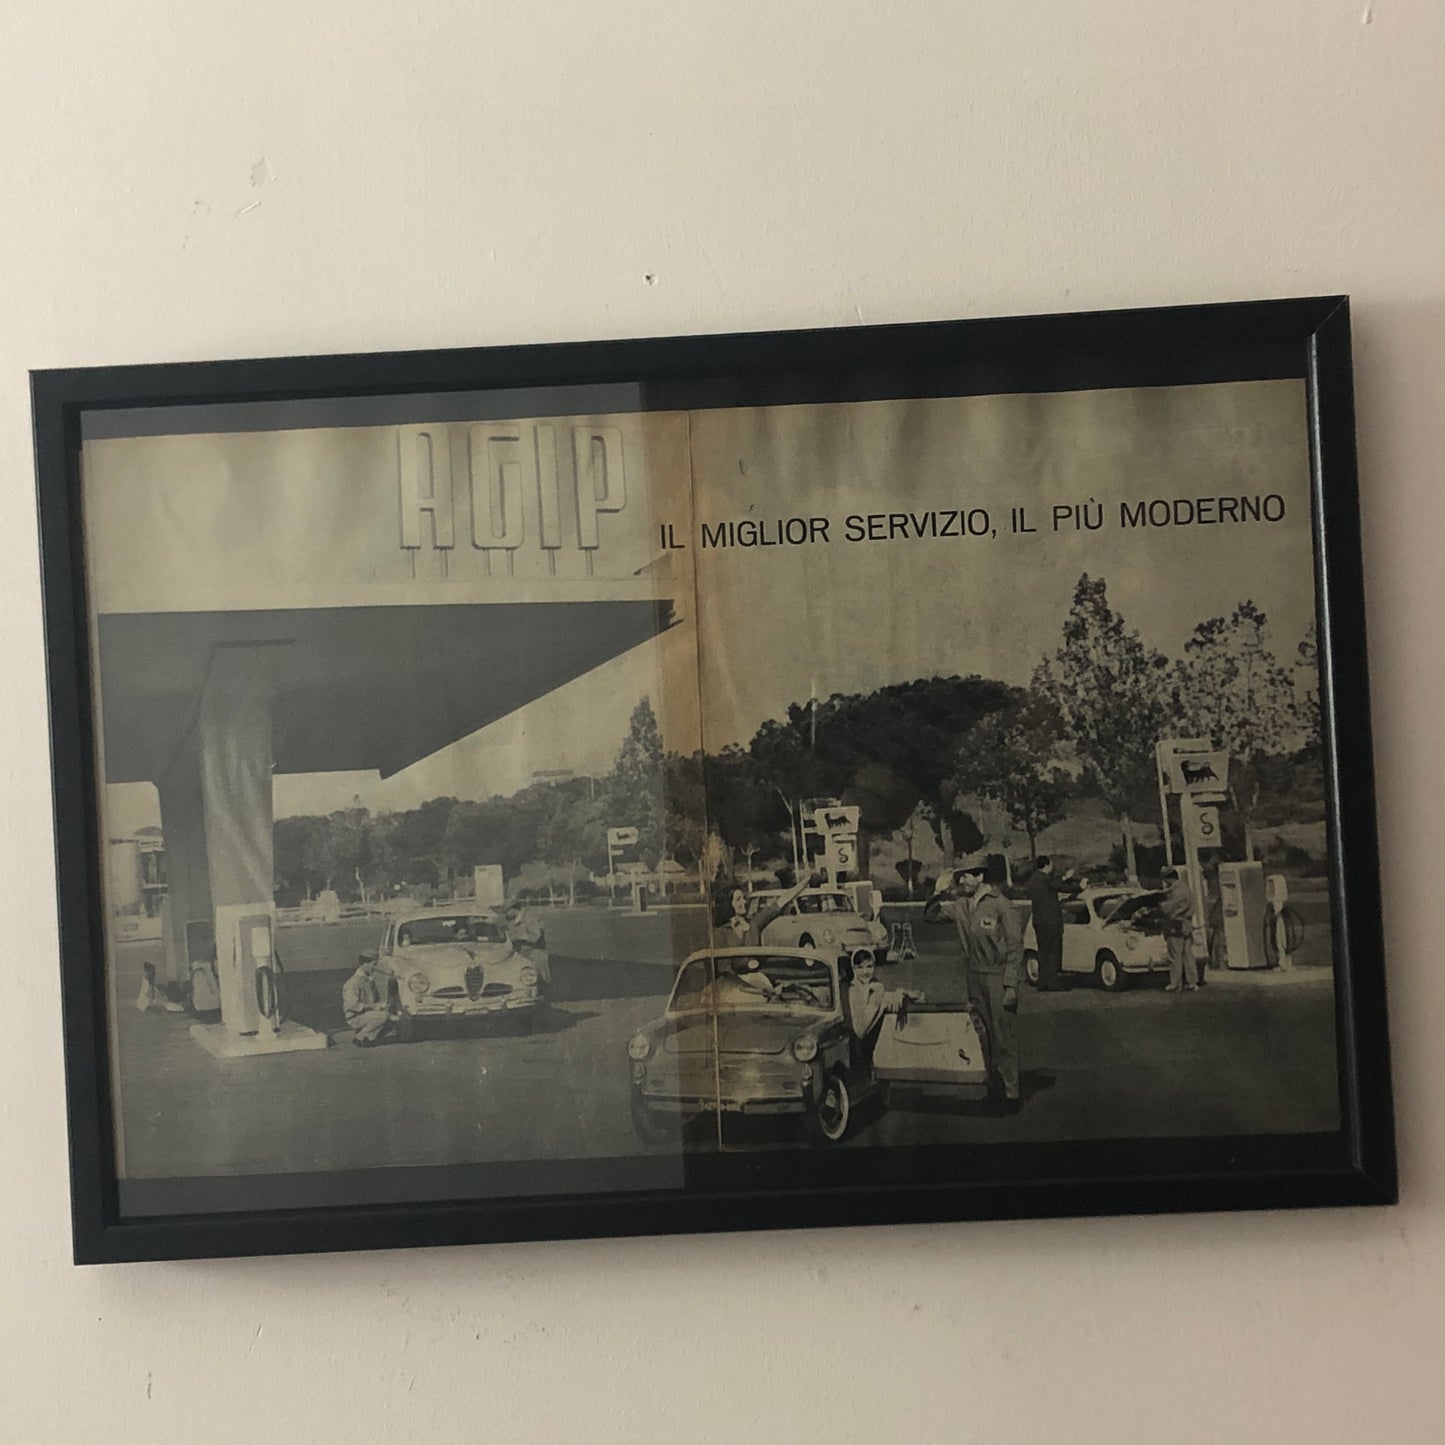 AGIP
IL MIGLIOR SERVIZIO, IL PIÙ MODERNO